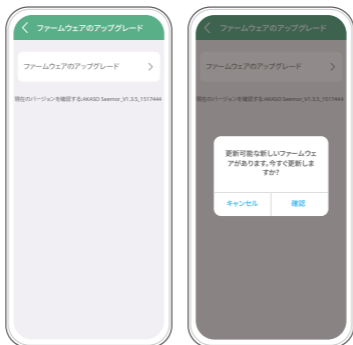 ファームウェアのアップグレード
ファームウェアのアップグレード
現在のバージョンを確認する:AKASO Seemor_V1.3.5_1517444
ファームウェアのアップグレード
ファームウェアのアップグレード
現在のバージョンを確認する:AKASO Seemor_V1.3.5_1517444
更新可能な新しいファームウェ
アがあります,今すぐ更新しま
すか?
キャンセル
確認